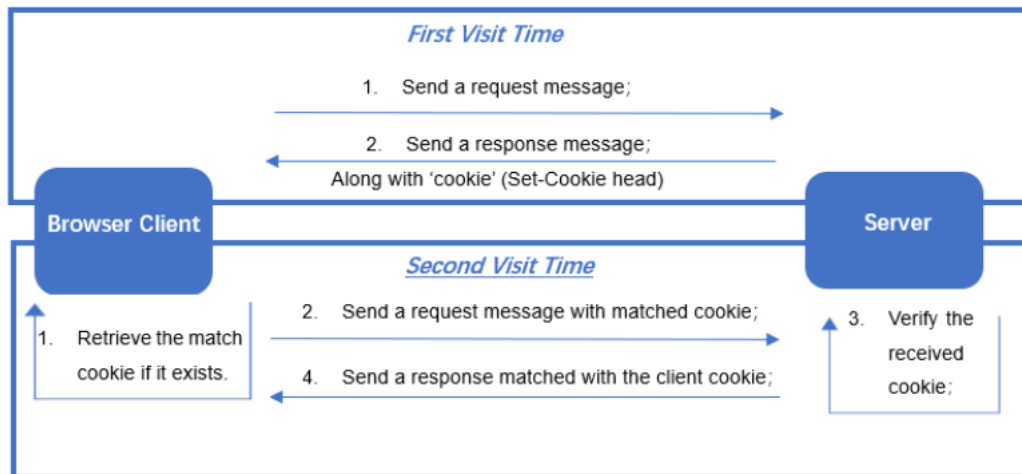 First Visit Time
1. Send a request message;
2. Send a response message;
Along with ‘cookie’ (Set-Cookie head)
Browser Client
Server
Second Visit Time
1. Retrieve the match
cookie if it exists.
2. Send a request message with matched cookie;
3. Verify the
received
cookie;
4. Send a response matched with the client cookie;